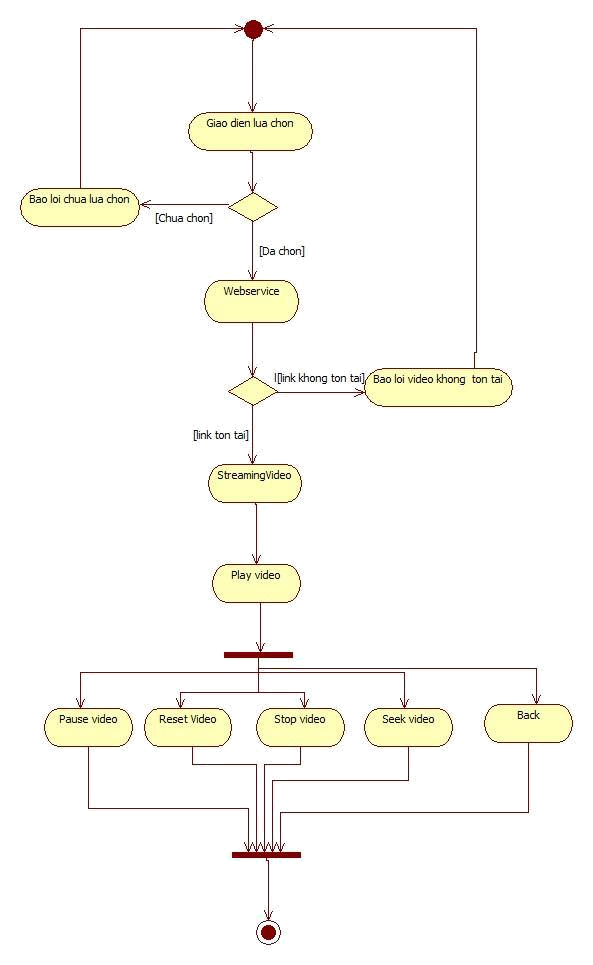 Giao dien lua chon
Bao loi chua lua chon
[Chua chon]
[Da chon]
Webservice
![link khong ton tai]
Bao loi video khong ton tai
[link ton tai]
StreamingVideo
Play video
Pause video
Reset Video
Stop video
Seek video
Back